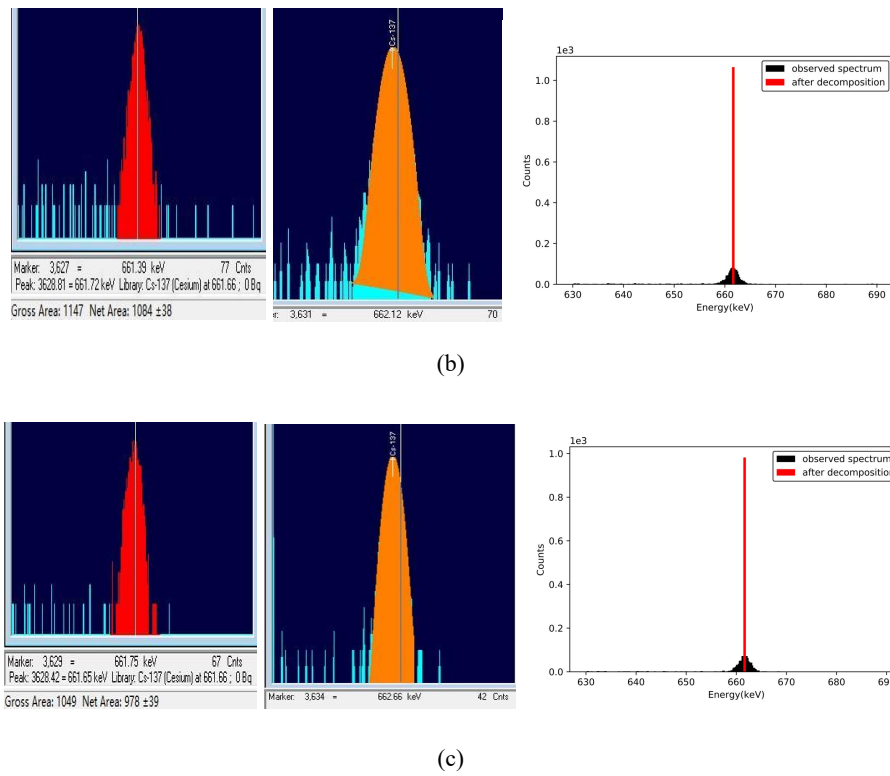 Cs-137
Marker: 3,627 = 661.39 keV 77 Cnts
Peak: 3628.81 = 661.72 keV Library: Cs-137 (Cesium) at 661.66 ; 0 Bq
Gross Area: 1147 Net Area: 1084 ±38
er: 3,631 = 662.12 keV 70
1e3
observed spectrum
after decomposition
1.0
0.8
0.6
0.4
0.2
0.0
Counts
630 640 650 660 670 680 690
Energy(keV)
(b)
Cs-137
Marker: 3,629 = 661.75 keV 67 Cnts
Peak: 3628.42 = 661.65 keV Library: Cs-137 (Cesium) at 661.66 ; 0 Bq
Gross Area: 1049 Net Area: 978 ±39
Marker: 3,634 = 662.66 keV 42 Cnts
1e3
observed spectrum
after decomposition
1.0
0.8
0.6
0.4
0.2
0.0
Counts
630 640 650 660 670 680 690
Energy(keV)
(c)